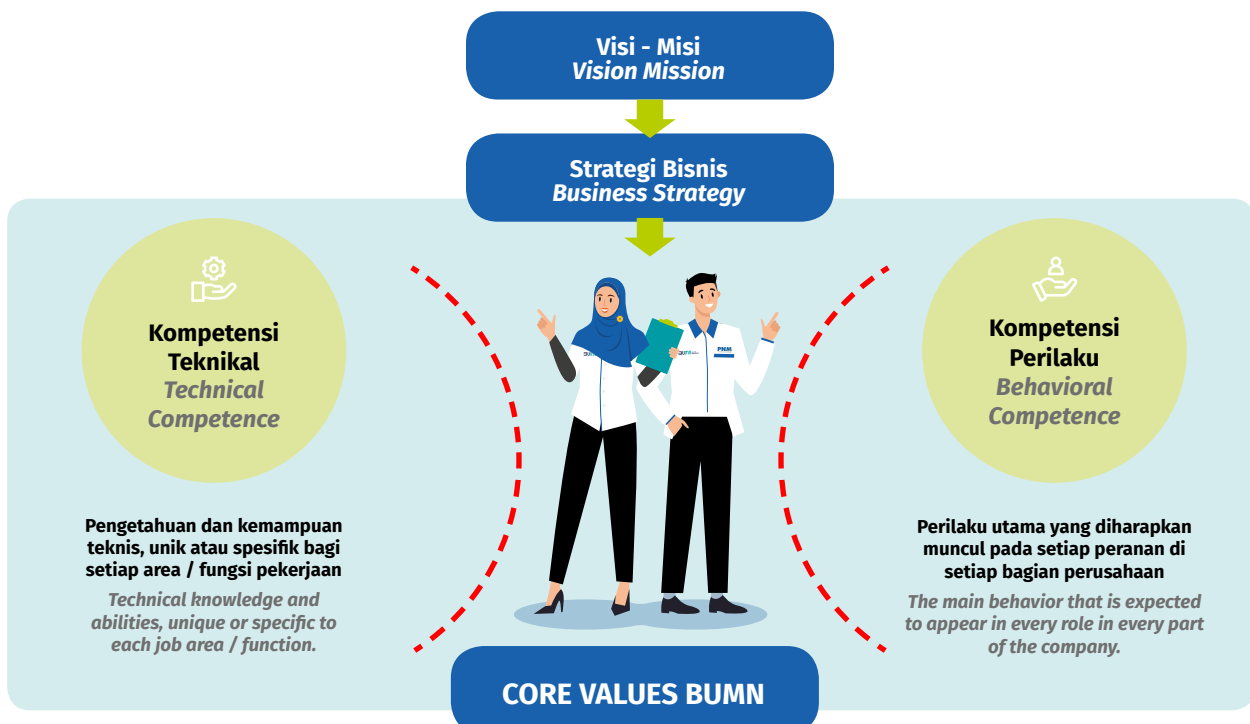 Visi - Misi
Vision Mission
Strategi Bisnis
Business Strategy
Kompetensi
Teknikal
Technical
Competence
Pengetahuan dan kemampuan
teknis, unik atau spesifik bagi
setiap area / fungsi pekerjaan
Technical knowledge and
abilities, unique or specific to
each job area / function.
PNM
Kompetensi
Perilaku
Behavioral
Competence
Perilaku utama yang diharapkan
muncul pada setiap peranan di
setiap bagian perusahaan
The main behavior that is expected
to appear in every role in every part
of the company.
CORE VALUES BUMN